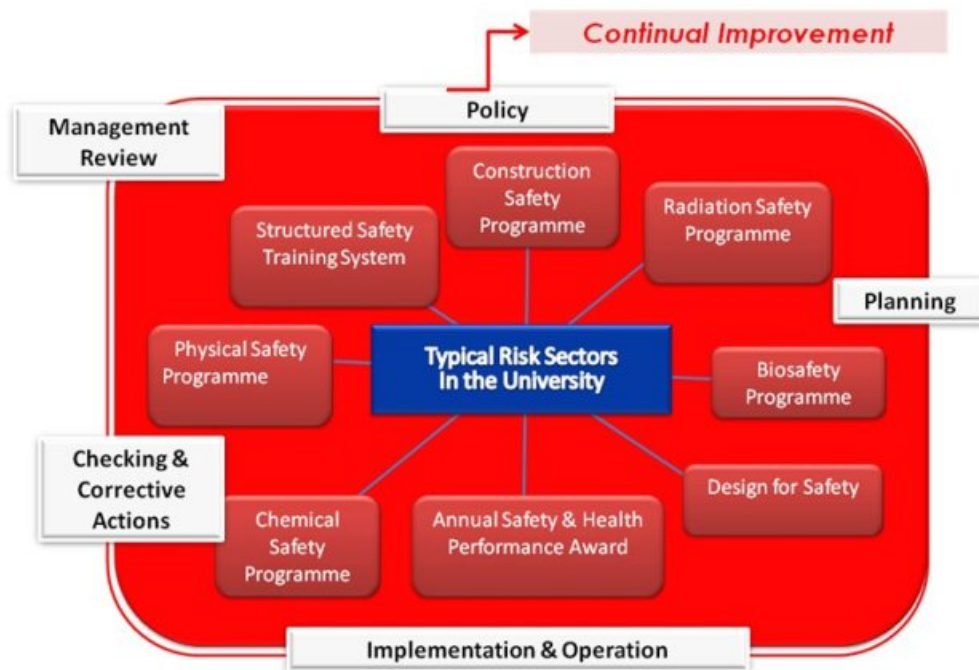 Continual Improvement
Policy
Management
Review
Construction
Safety
Programme
Radiation Safety
Programme
Structured Safety
Training System
Planning
Typical Risk Sectors
In the University
Physical Safety
Programme
Biosafety
Programme
Checking &
Corrective
Actions
Design for Safety
Chemical
Safety
Programme
Annual Safety & Health
Performance Award
Implementation & Operation